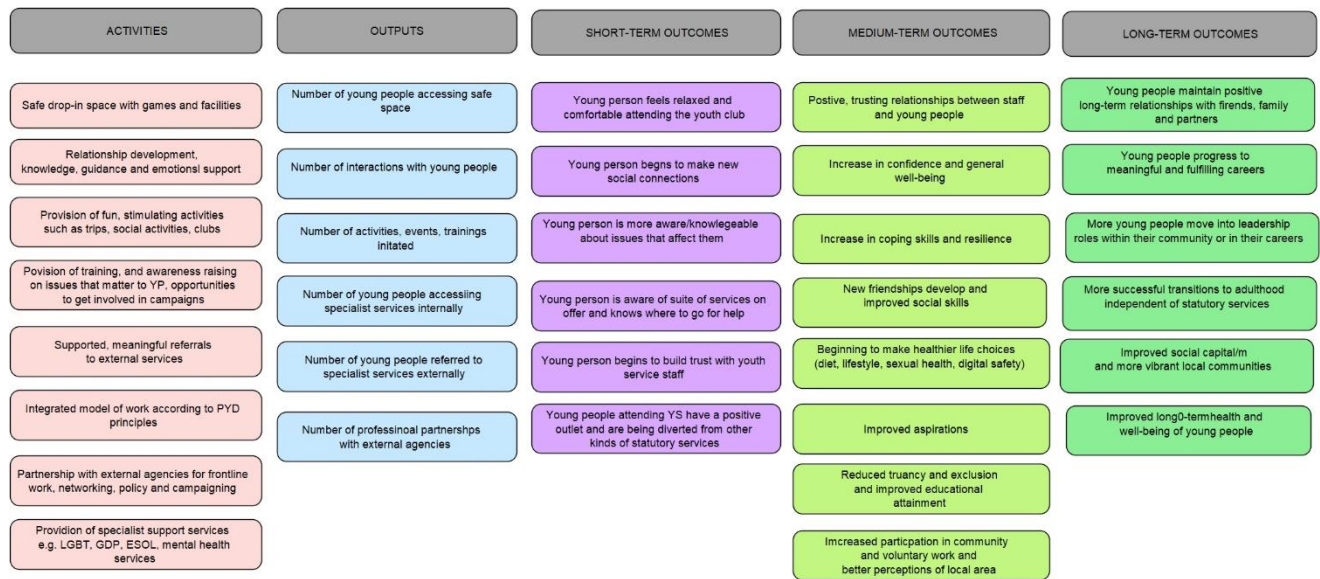 ACTIVITIES
Safe drop-in space with games and facilities
Relationship development,
knowledge, guidance and emotionsl support
Provision of fun, stimulating activities
such as trips, social activities, clubs
Povision of training, and awareness raising
on issues that matter to YP, opportunities
to get involved in campaigns
Supported, meaningful referrals
to external services
Integrated model of work according to PYD
principles
Partnership with external agencies for frontline
work, networking, policy and campaigning
Providion of specialist support services
e.g. LGBT, GDP, ESOL, mental health
services
OUTPUTS
Number of young people accessing safe
space
Number of interactions with young people
Number of activities, events, trainings
initated
Number of young people accessiing
specialist services internally
Number of young people referred to
specialist services externally
Number of professinoal partnerhps
with external agencies
SHORT-TERM OUTCOMES
Young person feels relaxed and
comfortable attending the youth club
Young person begns to make new
social connections
Young person is more aware/knowlegeable
about issues that affect them
Young person is aware of suite of services on
offer and knows where to go for help
Young person begins to build trust with youth
service staff
Young people attending YS have a positive
outlet and are being diverted from other
kinds of statutory services
MEDIUM-TERM OUTCOMES
Postive, trusting relationships between staff
and young people
Increase in confidence and general
well-being
Increase in coping skills and resilience
New friendships develop and
improved social skills
Beginning to make healthier life choices
(diet, lifestyle, sexual health, digital safety)
Improved aspirations
Reduced truancy and exclusion
and improved educational
attainment
Imcreased particpation in community
and voluntary work and
better perceptions of local area
LONG-TERM OUTCOMES
Young people maintain positive
long-term relationships with firends, family
and partners
Young people progress to
meaningful and fulfilling careers
More young people move into leadership
roles within their community or in their careers
More successful transitions to adulthood
independent of statutory services
Improved social capital/m
and more vibrant local communities
Improved long0-termhealth and
well-being of young people